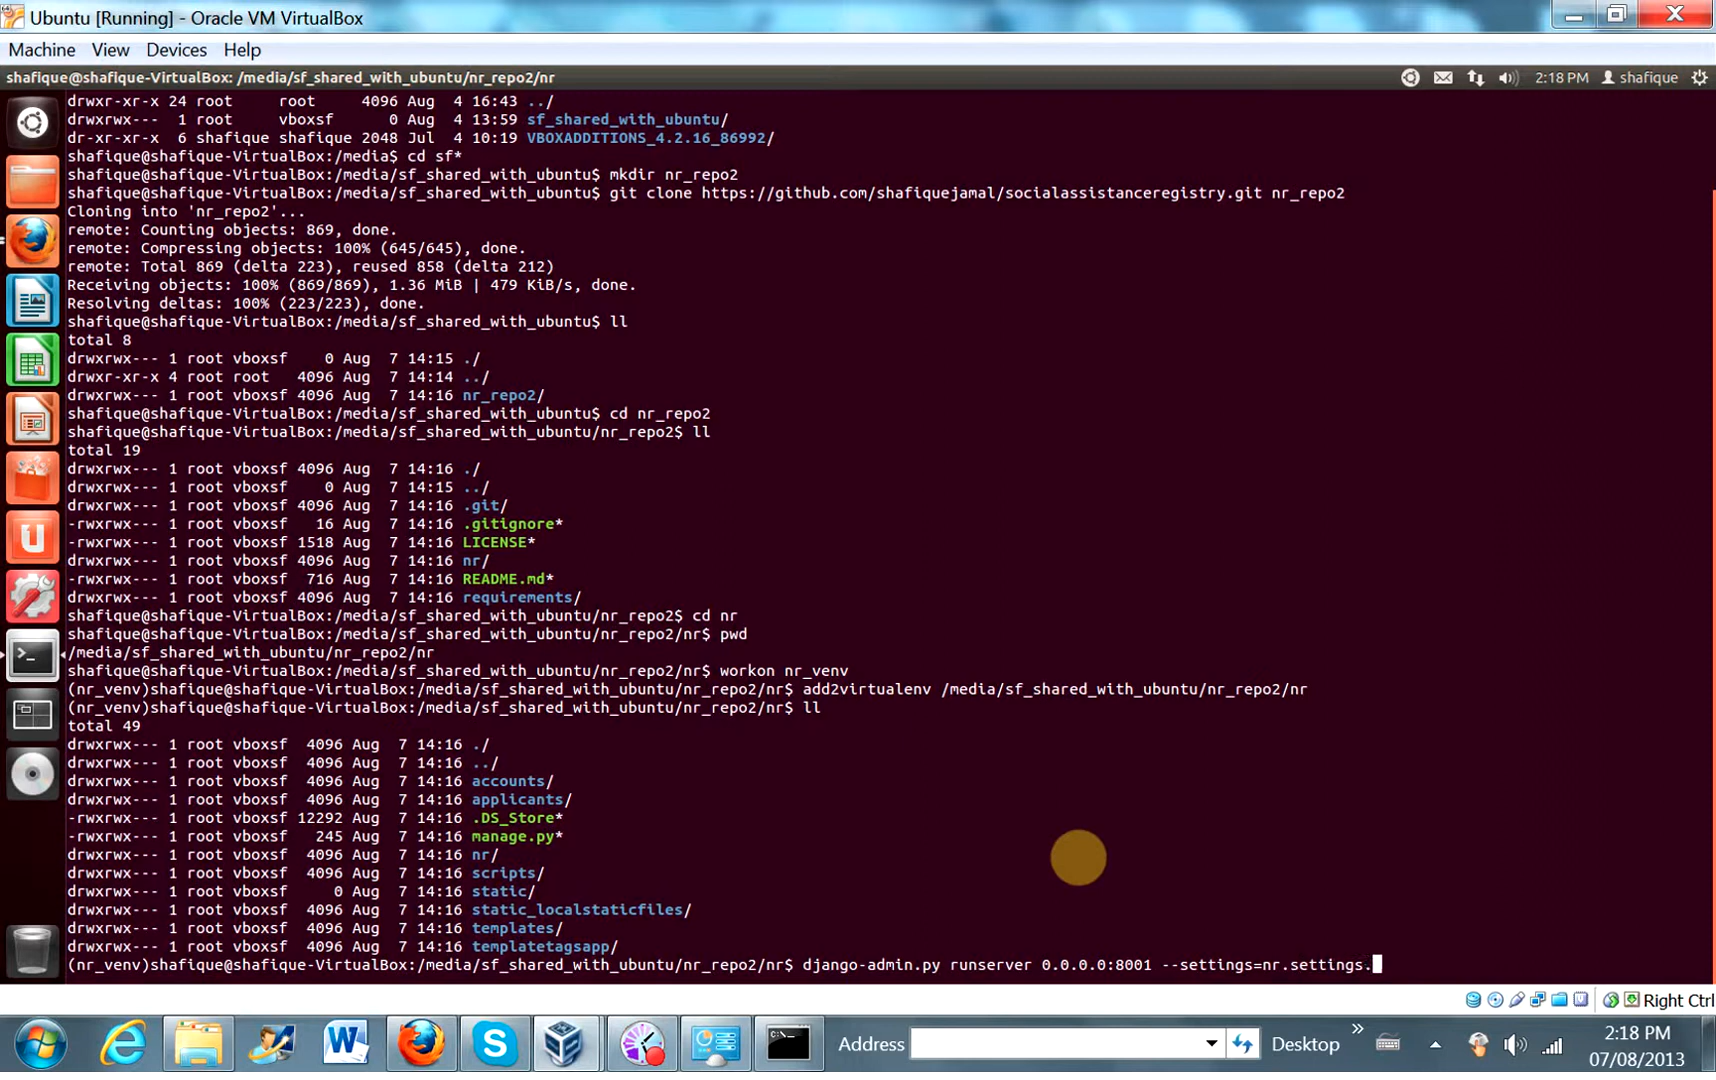 Ubuntu [Running] - Oracle VM VirtualBox
Machine View Devices Help
shafique@shafique-VirtualBox: /media/sf_shared_with_ubuntu/nr_repo2/nr 2:18 PM shafique
drwxr-xr-x 24 root root 4096 Aug 4 16:43 ../
drwxrwx--- 1 root vboxsf 0 Aug 4 13:59 sf_shared_with_ubuntu/
dr-xr-xr-x 6 shafique shafique 2048 Jul 4 10:19 VBOXADDITIONS_4.2.16_86992/
shafique@shafique-VirtualBox:/media$ cd sf*
shafique@shafique-VirtualBox:/media/sf_shared_with_ubuntu$ mkdir nr_repo2
shafique@shafique-VirtualBox:/media/sf_shared_with_ubuntu$ git clone https://github.com/shafiquejamal/socialassistanceregistry.git nr_repo2
Cloning into 'nr_repo2'...
remote: Counting objects: 869, done.
remote: Compressing objects: 100% (645/645), done.
remote: Total 869 (delta 223), reused 858 (delta 212)
Receiving objects: 100% (869/869), 1.36 MiB | 479 KiB/s, done.
Resolving deltas: 100% (223/223), done.
shafique@shafique-VirtualBox:/media/sf_shared_with_ubuntu$ ll
total 8
drwxrwx--- 1 root vboxsf 0 Aug 7 14:15 ./
drwxr-xr-x 4 root root 4096 Aug 7 14:14 ../
drwxrwx--- 1 root vboxsf 4096 Aug 7 14:16 nr_repo2/
shafique@shafique-VirtualBox:/media/sf_shared_with_ubuntu$ cd nr_repo2
shafique@shafique-VirtualBox:/media/sf_shared_with_ubuntu/nr_repo2$ ll
total 19
drwxrwx--- 1 root vboxsf 4096 Aug 7 14:16 ./
drwxrwx--- 1 root vboxsf 0 Aug 7 14:15 ../
drwxrwx--- 1 root vboxsf 4096 Aug 7 14:16 .git/
-rwxrwx--- 1 root vboxsf 16 Aug 7 14:16 .gitignore*
-rwxrwx--- 1 root vboxsf 1518 Aug 7 14:16 LICENSE*
drwxrwx--- 1 root vboxsf 4096 Aug 7 14:16 nr/
-rwxrwx--- 1 root vboxsf 716 Aug 7 14:16 README.md*
drwxrwx--- 1 root vboxsf 4096 Aug 7 14:16 requirements/
shafique@shafique-VirtualBox:/media/sf_shared_with_ubuntu/nr_repo2$ cd nr
shafique@shafique-VirtualBox:/media/sf_shared_with_ubuntu/nr_repo2/nr$ pwd
/media/sf_shared_with_ubuntu/nr_repo2/nr
shafique@shafique-VirtualBox:/media/sf_shared_with_ubuntu/nr_repo2/nr$ workon nr_venv
(nr_venv)shafique@shafique-VirtualBox:/media/sf_shared_with_ubuntu/nr_repo2/nr$ add2virtualenv /media/sf_shared_with_ubuntu/nr_repo2/nr
(nr_venv)shafique@shafique-VirtualBox:/media/sf_shared_with_ubuntu/nr_repo2/nr$ ll
total 49
drwxrwx--- 1 root vboxsf 4096 Aug 7 14:16 ./
drwxrwx--- 1 root vboxsf 4096 Aug 7 14:16 ../
drwxrwx--- 1 root vboxsf 4096 Aug 7 14:16 accounts/
drwxrwx--- 1 root vboxsf 4096 Aug 7 14:16 applicants/
-rwxrwx--- 1 root vboxsf 12292 Aug 7 14:16 .DS_Store*
-rwxrwx--- 1 root vboxsf 245 Aug 7 14:16 manage.py*
drwxrwx--- 1 root vboxsf 4096 Aug 7 14:16 nr/
drwxrwx--- 1 root vboxsf 4096 Aug 7 14:16 scripts/
drwxrwx--- 1 root vboxsf 0 Aug 7 14:16 static/
drwxrwx--- 1 root vboxsf 4096 Aug 7 14:16 static_localstaticfiles/
drwxrwx--- 1 root vboxsf 4096 Aug 7 14:16 templates/
drwxrwx--- 1 root vboxsf 4096 Aug 7 14:16 templatetagsapp/
(nr_venv)shafique@shafique-VirtualBox:/media/sf_shared_with_ubuntu/nr_repo2/nr$ django-admin.py runserver 0.0.0.0:8001 --settings=nr.settings.
Right Ctrl
Address Desktop 2:18 PM
07/08/2013